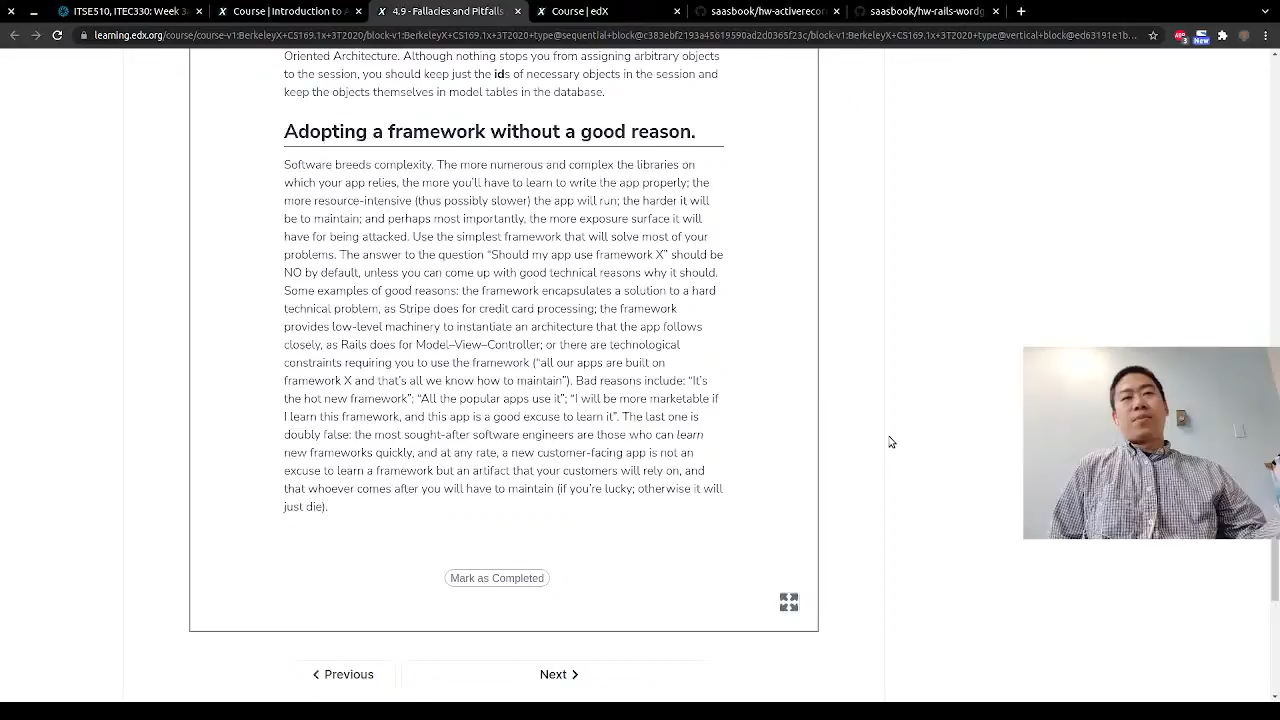 ITSE510, ITEC330: Week 3
Course | Introduction to A
4.9 - Fallacies and Pitfalls
Course | edX
saasbook/hw-activerecor
saasbook/hw-rails-wordg
learning.edx.org/course/course-v1:BerkeleyX+CS169.1x+3T2020/block-v1:BerkeleyX+CS169.1x+3T2020+type@sequential+block@c383ebf2193a45619590ad2d0365f23c/block-v1:BerkeleyX+CS169.1x+3T2020+type@vertical+block@ed63191e1b...
3
New
Oriented Architecture. Although nothing stops you from assigning arbitrary objects
to the session, you should keep just the ids of necessary objects in the session and
keep the objects themselves in model tables in the database.
Adopting a framework without a good reason.
Software breeds complexity. The more numerous and complex the libraries on
which your app relies, the more you'll have to learn to write the app properly; the
more resource-intensive (thus possibly slower) the app will run; the harder it will
be to maintain; and perhaps most importantly, the more exposure surface it will
have for being attacked. Use the simplest framework that will solve most of your
problems. The answer to the question “Should my app use framework X” should be
NO by default, unless you can come up with good technical reasons why it should.
Some examples of good reasons: the framework encapsulates a solution to a hard
technical problem, as Stripe does for credit card processing; the framework
provides low-level machinery to instantiate an architecture that the app follows
closely, as Rails does for Model–View–Controller; or there are technological
constraints requiring you to use the framework (“all our apps are built on
framework X and that's all we know how to maintain”). Bad reasons include: “It's
the hot new framework”; “All the popular apps use it”; “I will be more marketable if
I learn this framework, and this app is a good excuse to learn it”. The last one is
doubly false: the most sought-after software engineers are those who can learn
new frameworks quickly, and at any rate, a new customer-facing app is not an
excuse to learn a framework but an artifact that your customers will rely on, and
that whoever comes after you will have to maintain (if you're lucky; otherwise it will
just die).
Mark as Completed
Previous
Next